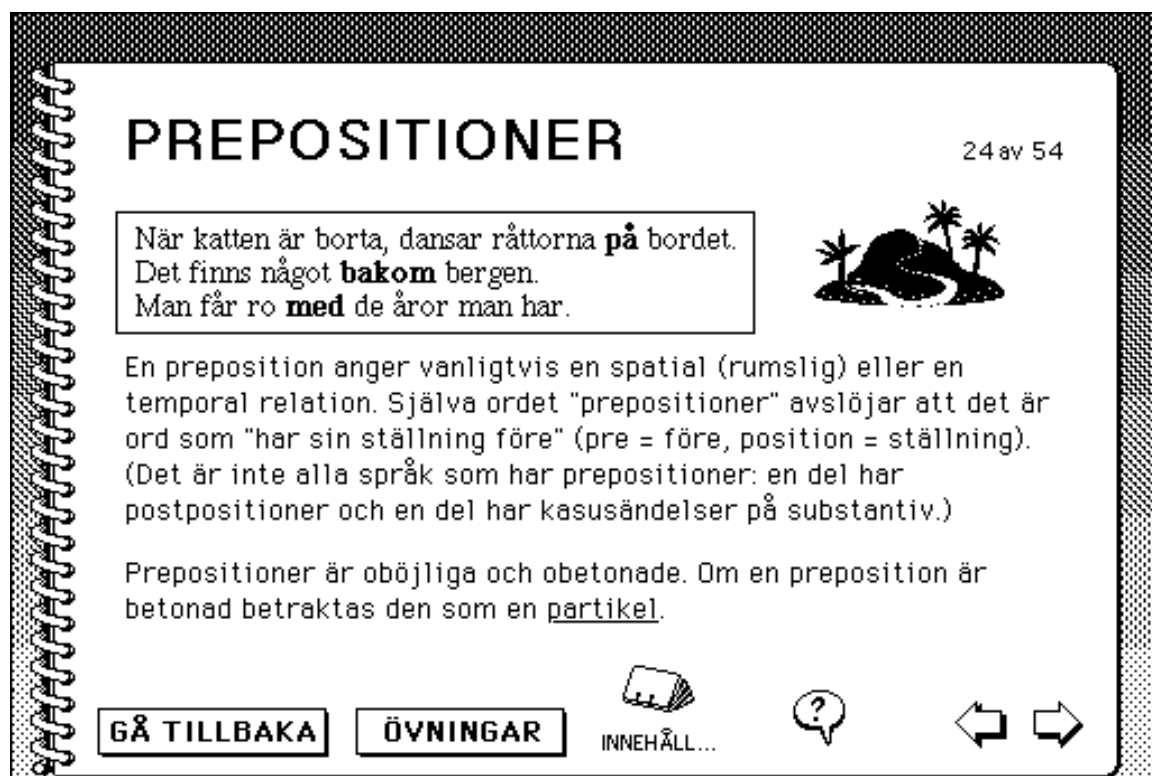 PREPOSITIONER
24 av 54
När katten är borta, dansar råttorna på bordet.
Det finns något bakom bergen.
Man får ro med de åror man har.
En preposition anger vanligtvis en spatial (rumslig) eller en
temporal relation. Själva ordet "prepositioner" avslöjar att det är
ord som "har sin ställning före" (pre = före, position = ställning).
(Det är inte alla språk som har prepositioner: en del har
postpositioner och en del har kasusändelser på substantiv.)
Prepositioner är oböjliga och obetonade. Om en preposition är
betonad betraktas den som en partikel.
GÅ TILLBAKA
ÖVNINGAR
INNEHÅLL...
?